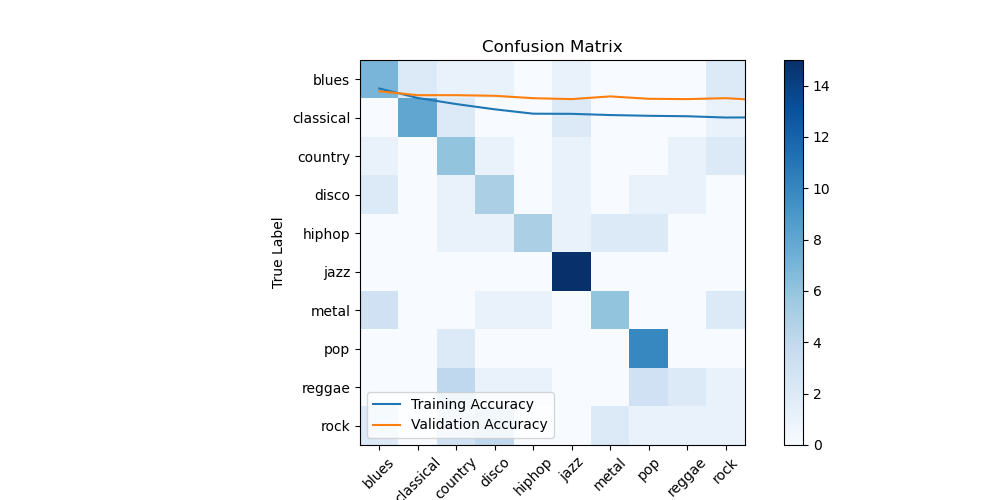 Confusion Matrix
blues
classical
country
disco
hiphop
jazz
metal
pop
reggae
rock
True Label
Training Accuracy
Validation Accuracy
blues
classical
country
disco
hiphop
jazz
metal
pop
reggae
rock
14
12
10
8
6
4
2
0